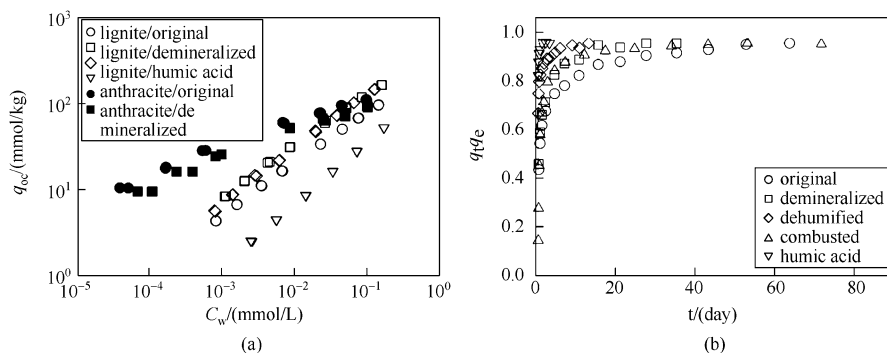 10³
lignite/original
lignite/demineralized
lignite/humic acid
anthracite/original
anthracite/de
mineralized
10²
10¹
10⁰
q_oc/(mmol/kg)
10⁻⁵
10⁻⁴
10⁻³
10⁻²
10⁻¹
10⁰
C_w/(mmol/L)
(a)
1.0
0.8
0.6
0.4
0.2
0.0
q_tq_e
original
demineralized
dehumified
combusted
humic acid
0
20
40
60
80
t/(day)
(b)